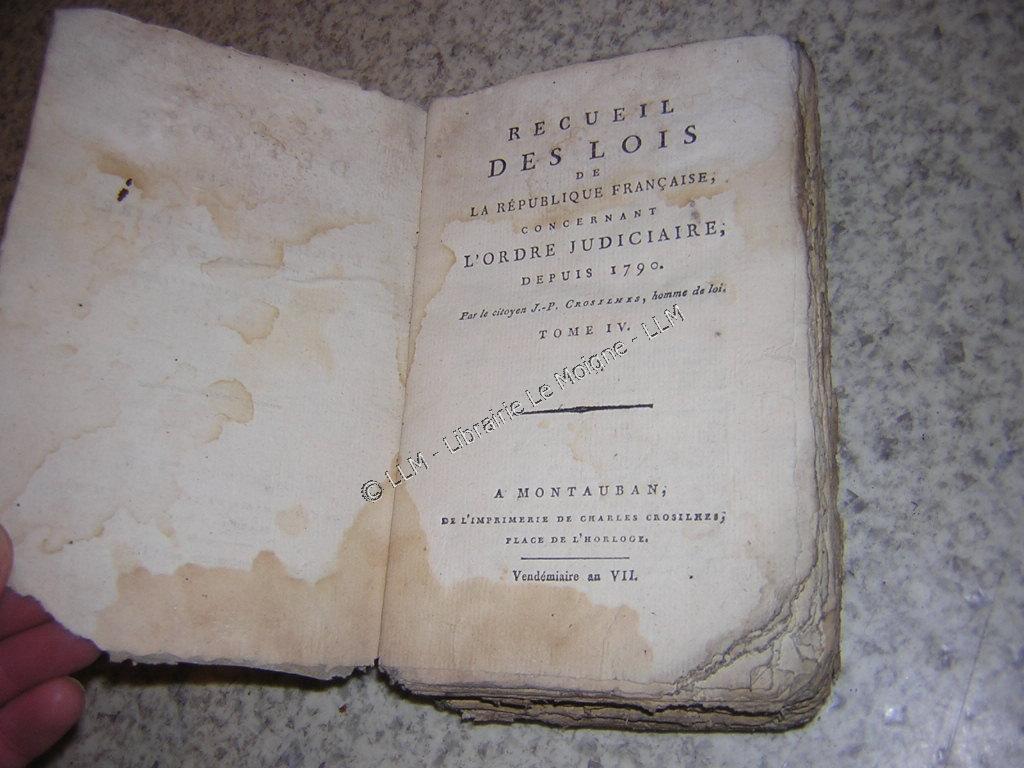 RECUEIL
DES LOIS
DE
LA RÉPUBLIQUE FRANÇAISE,
CONCERNANT
L'ORDRE JUDICIAIRE,
DEPUIS 1790.
Par le citoyen J.-P. CROSILHES, homme de loi.
TOME IV.
© LLM - Librairie Le Moigne - LLM
A MONTAUBAN,
DE L'IMPRIMERIE DE CHARLES CROSILHES,
PLACE DE L'HORLOGE.
Vendémiaire an VII.